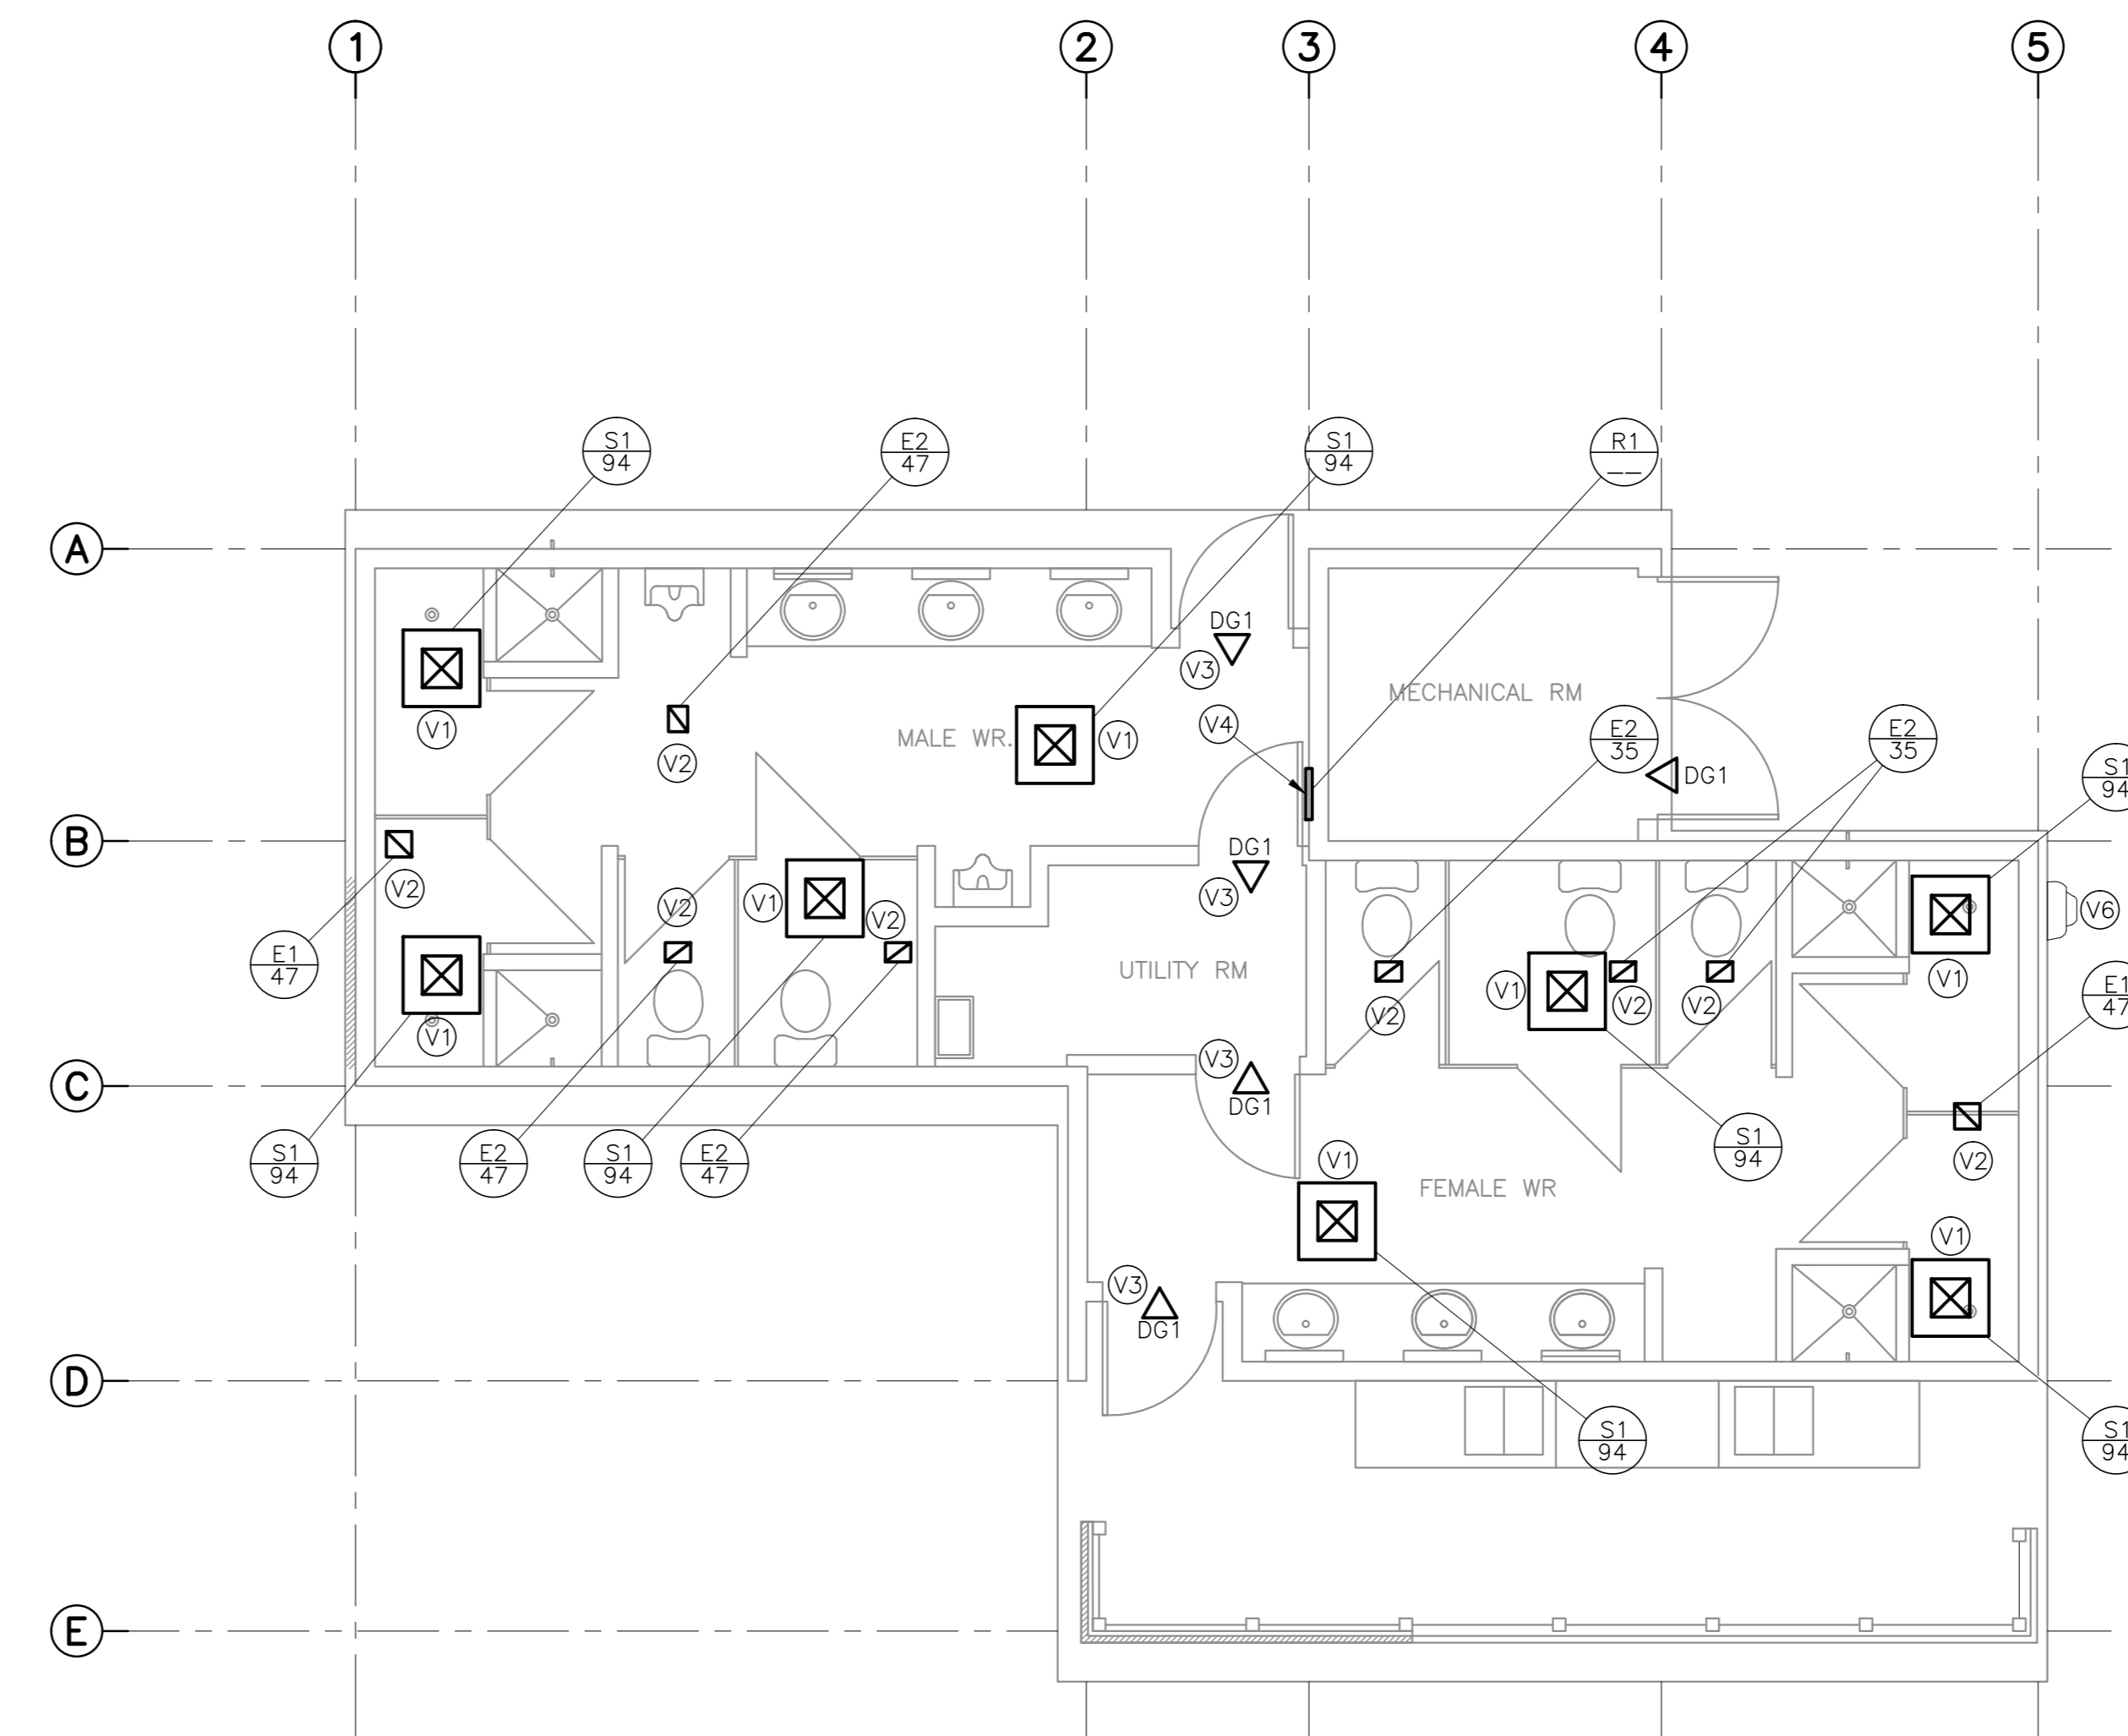 1
2
3
4
5
S1
94
E2
47
S1
94
R1
——
A
DG1
V3
MECHANICAL RM
V4
MALE WR.
V1
V1
V2
E2
35
E2
35
DG1
S1
94
B
DG1
V3
V2
V2
V1
V2
V6
E1
47
UTILITY RM
V1
V1
V2
V2
V2
E1
47
V1
V3
C
DG1
S1
94
E2
47
S1
94
E2
47
S1
94
V1
V2
FEMALE WR
V1
V3
DG1
D
S1
94
S1
94
E